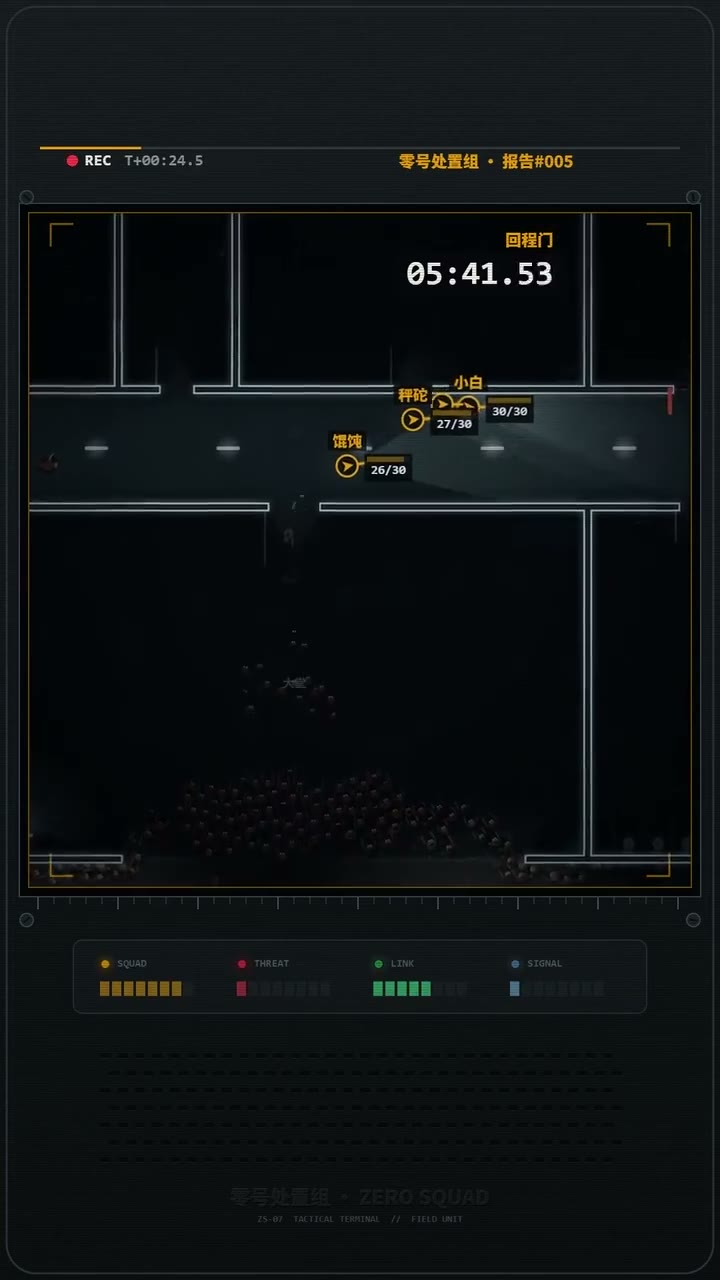 REC T+00:24.5
零号处置组 · 报告#005
回程门
05:41.53
小白
秤砣
30/30
27/30
馄饨
26/30
大堂
SQUAD
THREAT
LINK
SIGNAL
零号处置组 · ZERO SQUAD
ZS-07 TACTICAL TERMINAL // FIELD UNIT